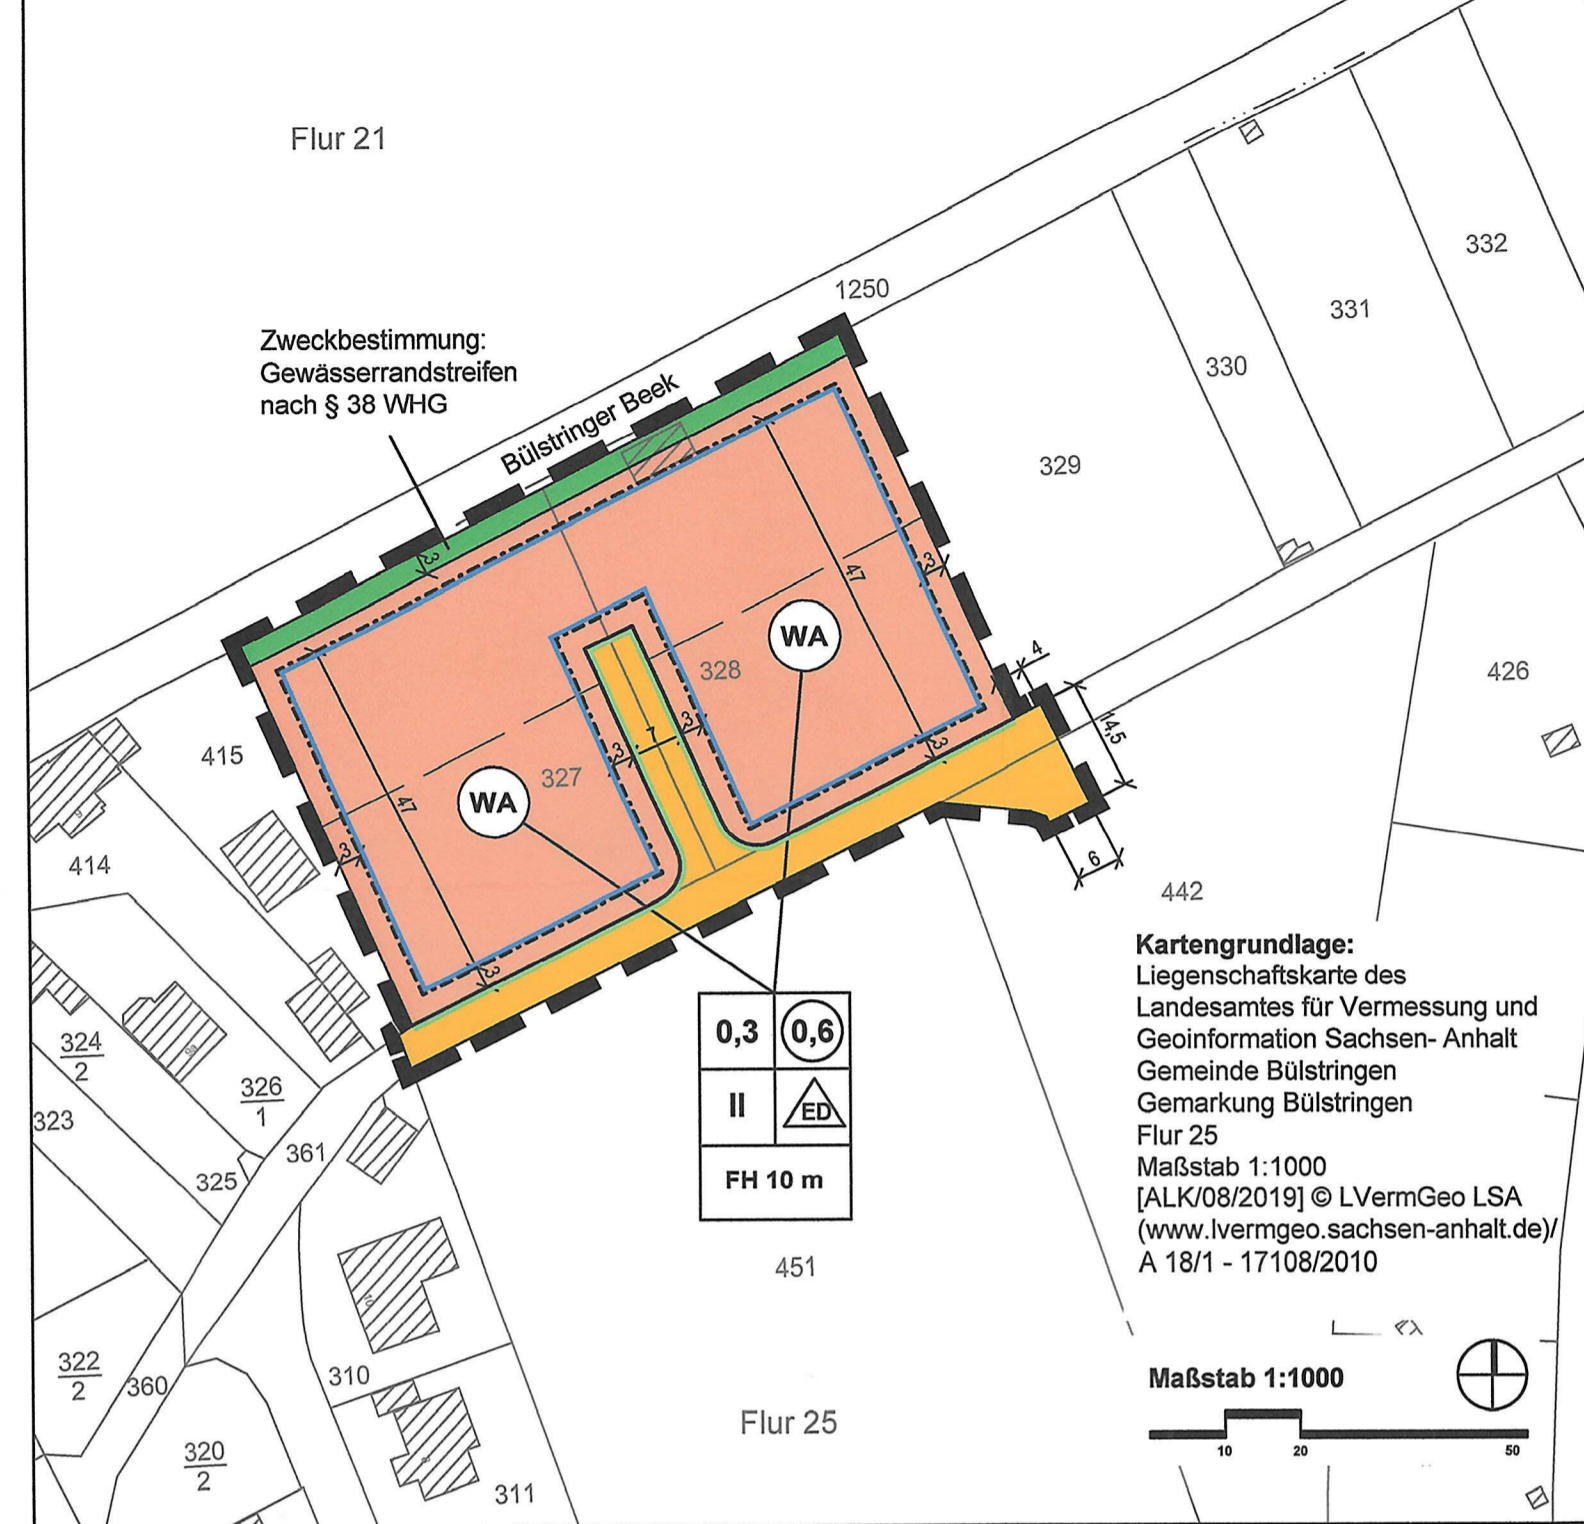 Flur 21
332
1250
331
Zweckbestimmung:
Gewässerrandstreifen
nach § 38 WHG
330
Bülstringer Beek
329
3
47
3
WA
4
328
426
415
14,5
3
7
3
3
327
WA
47
3
414
6
442
3
Kartengrundlage:
Liegenschaftskarte des
Landesamtes für Vermessung und
Geoinformation Sachsen- Anhalt
Gemeinde Bülstringen
Gemarkung Bülstringen
Flur 25
Maßstab 1:1000
[ALK/08/2019] © LVermGeo LSA
(www.lvermgeo.sachsen-anhalt.de)/
A 18/1 - 17108/2010
0,3
0,6
II
ED
FH 10 m
324
2
9a
326
1
323
361
325
451
10
322
2
360
310
Maßstab 1:1000
10
20
50
Flur 25
320
2
311